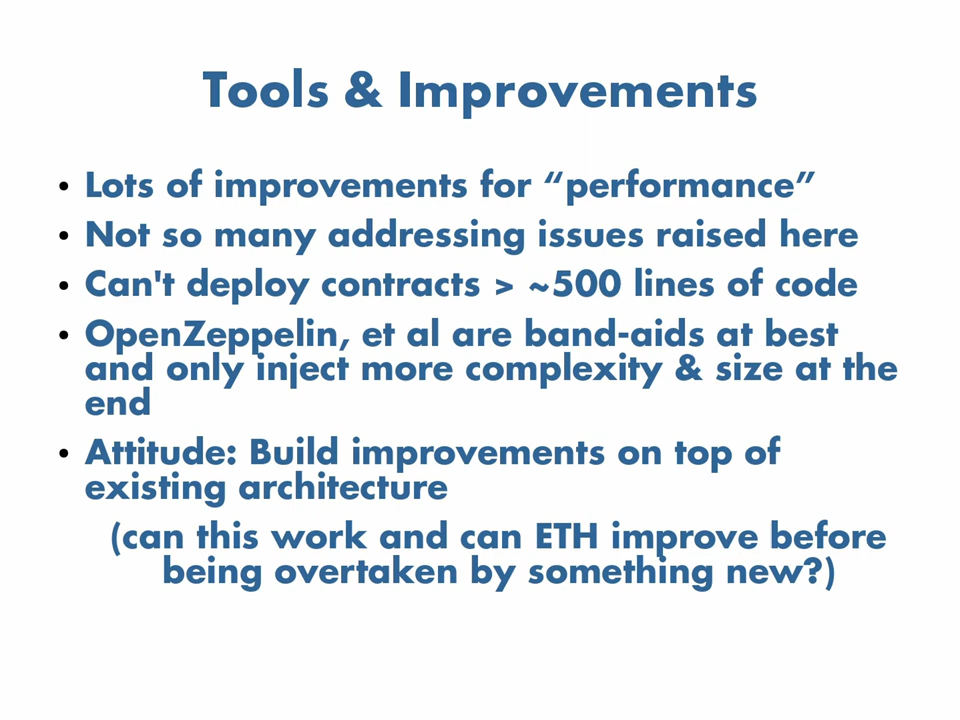 Tools & Improvements
• Lots of improvements for “performance”
• Not so many addressing issues raised here
• Can't deploy contracts > ~500 lines of code
• OpenZeppelin, et al are band-aids at best
and only inject more complexity & size at the
end
• Attitude: Build improvements on top of
existing architecture
(can this work and can ETH improve before
being overtaken by something new?)